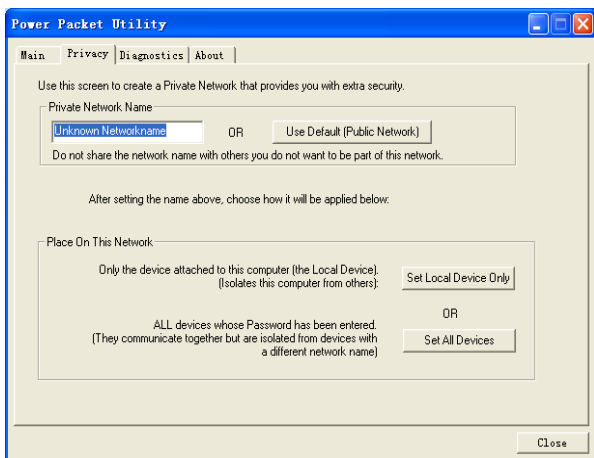 Power Packet Utility
Main Privacy Diagnostics About
Use this screen to create a Private Network that provides you with extra security.
Private Network Name
Unknown Networkname OR Use Default (Public Network)
Do not share the network name with others you do not want to be part of this network.
After setting the name above, choose how it will be applied below:
Place On This Network
Only the device attached to this computer (the Local Device).
(Isolates this computer from others):
Set Local Device Only
OR
ALL devices whose Password has been entered.
(They communicate together but are isolated from devices with
a different network name)
Set All Devices
Close